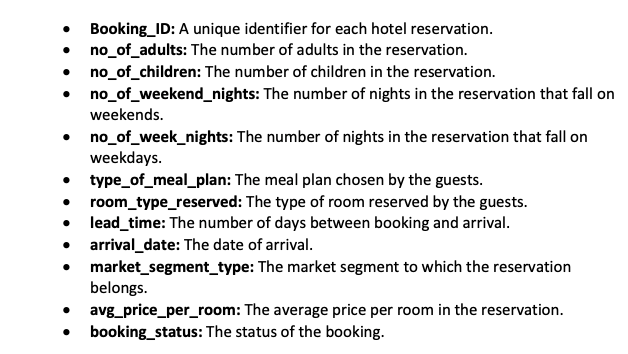 • Booking_ID: A unique identifier for each hotel reservation.
• no_of_adults: The number of adults in the reservation.
• no_of_children: The number of children in the reservation.
• no_of_weekend_nights: The number of nights in the reservation that fall on
weekends.
• no_of_week_nights: The number of nights in the reservation that fall on
weekdays.
• type_of_meal_plan: The meal plan chosen by the guests.
• room_type_reserved: The type of room reserved by the guests.
• lead_time: The number of days between booking and arrival.
• arrival_date: The date of arrival.
• market_segment_type: The market segment to which the reservation
belongs.
• avg_price_per_room: The average price per room in the reservation.
• booking_status: The status of the booking.